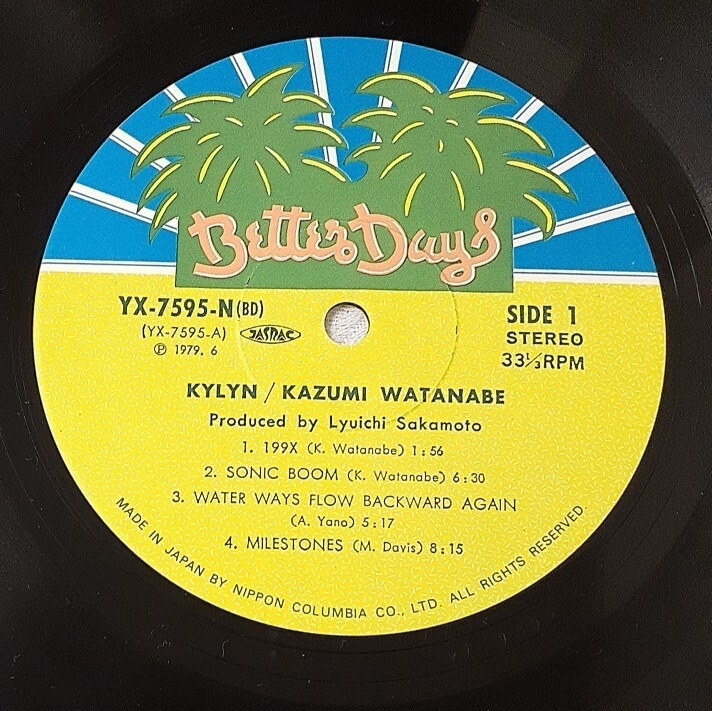 Better Days
YX-7595-N(BD)
(YX-7595-A) JASRAC
Ⓟ 1979. 6
SIDE 1
STEREO
33⅓RPM
KYLYN / KAZUMI WATANABE
Produced by Lyuichi Sakamoto
1. 199X (K. Watanabe) 1:56
2. SONIC BOOM (K. Watanabe) 6:30
3. WATER WAYS FLOW BACKWARD AGAIN
(A. Yano) 5:17
4. MILESTONES (M. Davis) 8:15
MADE IN JAPAN BY NIPPON COLUMBIA CO., LTD. ALL RIGHTS RESERVED.